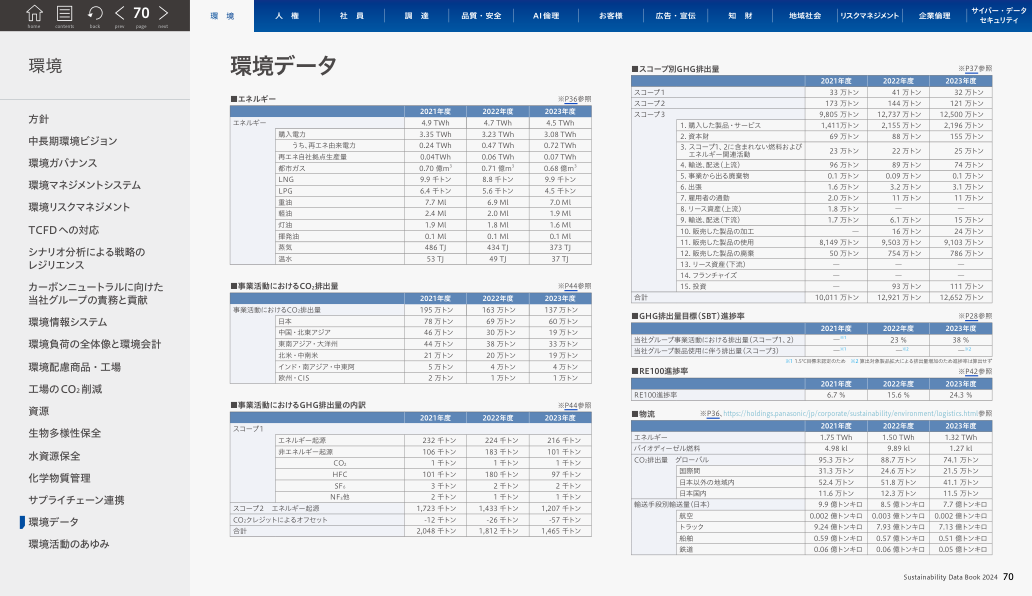 70
home contents back prev page next
環 境 人 権 社 員 調 達 品質・安全 AI倫理 お客様 広告・宣伝 知 財 地域社会 リスクマネジメント 企業倫理 サイバー・データセキュリティ
環境
方針
中長期環境ビジョン
環境ガバナンス
環境マネジメントシステム
環境リスクマネジメント
TCFDへの対応
シナリオ分析による戦略の
レジリエンス
カーボンニュートラルに向けた
当社グループの責務と貢献
環境情報システム
環境負荷の全体像と環境会計
環境配慮商品・工場
工場のCO₂削減
資源
生物多様性保全
水資源保全
化学物質管理
サプライチェーン連携
環境データ
環境活動のあゆみ
環境データ
■エネルギー ※P36参照
2021年度 2022年度 2023年度
エネルギー 4.9 TWh 4.7 TWh 4.5 TWh
購入電力 3.35 TWh 3.23 TWh 3.08 TWh
うち、再エネ由来電力 0.24 TWh 0.47 TWh 0.72 TWh
再エネ自社拠点生産量 0.04TWh 0.06 TWh 0.07 TWh
都市ガス 0.70 億m³ 0.71 億m³ 0.68 億m³
LNG 9.9 千トン 8.8 千トン 9.9 千トン
LPG 6.4 千トン 5.6 千トン 4.5 千トン
重油 7.7 Ml 6.9 Ml 7.0 Ml
軽油 2.4 Ml 2.0 Ml 1.9 Ml
灯油 1.9 Ml 1.8 Ml 1.6 Ml
揮発油 0.1 Ml 0.1 Ml 0.1 Ml
蒸気 486 TJ 434 TJ 373 TJ
温水 53 TJ 49 TJ 37 TJ
■事業活動におけるCO₂排出量 ※P44参照
2021年度 2022年度 2023年度
事業活動におけるCO₂排出量 195 万トン 163 万トン 137 万トン
日本 78 万トン 69 万トン 60 万トン
中国・北東アジア 46 万トン 30 万トン 19 万トン
東南アジア・大洋州 44 万トン 38 万トン 33 万トン
北米・中南米 21 万トン 20 万トン 19 万トン
インド・南アジア・中東阿 5 万トン 4 万トン 4 万トン
欧州・CIS 2 万トン 1 万トン 1 万トン
■事業活動におけるGHG排出量の内訳 ※P44参照
2021年度 2022年度 2023年度
スコープ1
エネルギー起源 232 千トン 224 千トン 216 千トン
非エネルギー起源 106 千トン 183 千トン 101 千トン
CO₂ 1 千トン 1 千トン 1 千トン
HFC 101 千トン 180 千トン 97 千トン
SF₆ 3 千トン 2 千トン 2 千トン
NF₃他 2 千トン 1 千トン 1 千トン
スコープ2 エネルギー起源 1,723 千トン 1,433 千トン 1,207 千トン
CO₂クレジットによるオフセット -12 千トン -26 千トン -57 千トン
合計 2,048 千トン 1,812 千トン 1,465 千トン
■スコープ別GHG排出量 ※P37参照
2021年度 2022年度 2023年度
スコープ1 33 万トン 41 万トン 32 万トン
スコープ2 173 万トン 144 万トン 121 万トン
スコープ3 9,805 万トン 12,737 万トン 12,500 万トン
1. 購入した製品・サービス 1,411万トン 2,155 万トン 2,196 万トン
2. 資本財 69 万トン 88 万トン 155 万トン
3. スコープ1、2に含まれない燃料および
エネルギー関連活動 23 万トン 22 万トン 25 万トン
4. 輸送、配送(上流) 96 万トン 89 万トン 74 万トン
5. 事業から出る廃棄物 0.1 万トン 0.09 万トン 0.1 万トン
6. 出張 1.6 万トン 3.2 万トン 3.1 万トン
7. 雇用者の通勤 2.0 万トン 11 万トン 11 万トン
8. リース資産(上流) 1.8 万トン — —
9. 輸送、配送(下流) 1.7 万トン 6.1 万トン 15 万トン
10. 販売した製品の加工 — 16 万トン 24 万トン
11. 販売した製品の使用 8,149 万トン 9,503 万トン 9,103 万トン
12. 販売した製品の廃棄 50 万トン 754 万トン 786 万トン
13. リース資産(下流) — — —
14. フランチャイズ — — —
15. 投資 — 93 万トン 111 万トン
合計 10,011 万トン 12,921 万トン 12,652 万トン
■GHG排出量目標(SBT)進捗率 ※P28参照
2021年度 2022年度 2023年度
当社グループ事業活動における排出量(スコープ1、2) —※1 23 % 38 %
当社グループ製品使用に伴う排出量(スコープ3) —※1 —※2 —※2
※1 1.5℃目標未認定のため ※2 算出対象製品拡大による排出量増加のため進捗率は算出せず
■RE100進捗率 ※P42参照
2021年度 2022年度 2023年度
RE100進捗率 6.7 % 15.6 % 24.3 %
■物流 ※P36、https://holdings.panasonic/jp/corporate/sustainability/environment/logistics.html参照
2021年度 2022年度 2023年度
エネルギー 1.75 TWh 1.50 TWh 1.32 TWh
バイオディーゼル燃料 4.98 kl 9.89 kl 1.27 kl
CO₂排出量 グローバル 95.3 万トン 88.7 万トン 74.1 万トン
国際間 31.3 万トン 24.6 万トン 21.5 万トン
日本以外の地域内 52.4 万トン 51.8 万トン 41.1 万トン
日本国内 11.6 万トン 12.3 万トン 11.5 万トン
輸送手段別輸送量(日本) 9.9 億トンキロ 8.5 億トンキロ 7.7 億トンキロ
航空 0.002 億トンキロ 0.003 億トンキロ 0.002 億トンキロ
トラック 9.24 億トンキロ 7.93 億トンキロ 7.13 億トンキロ
船舶 0.59 億トンキロ 0.57 億トンキロ 0.51 億トンキロ
鉄道 0.06 億トンキロ 0.06 億トンキロ 0.05 億トンキロ
Sustainability Data Book 2024 70